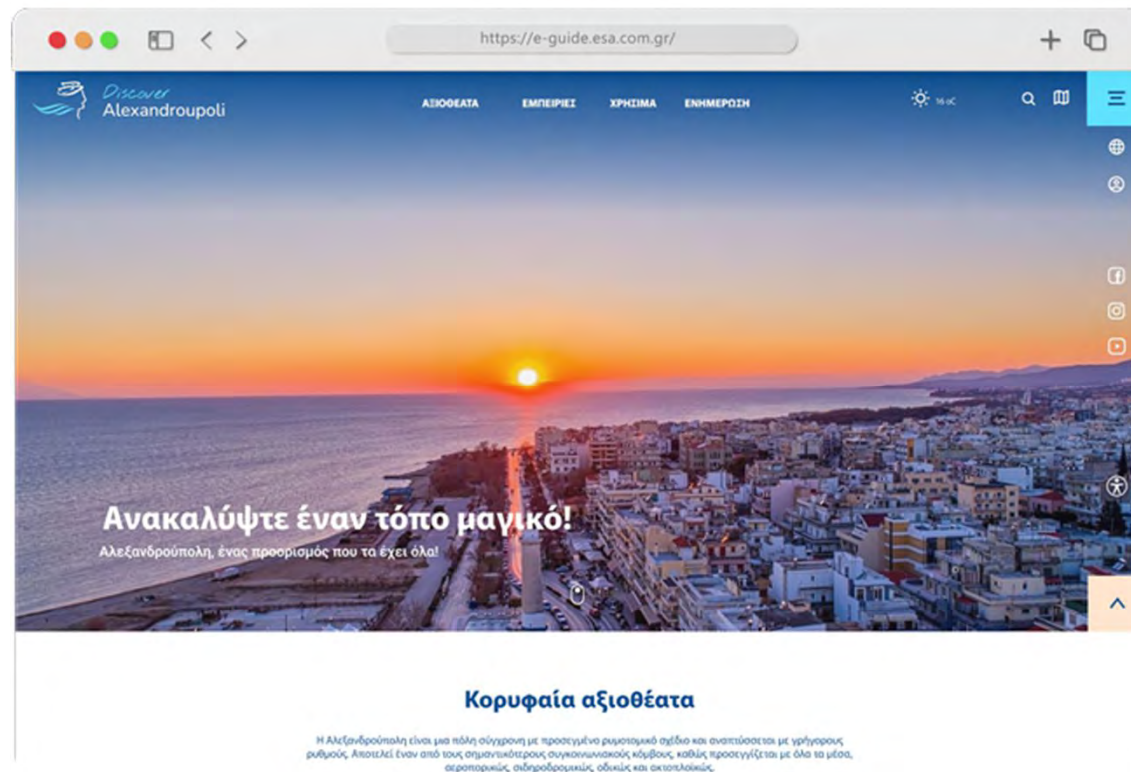 https://e-guide.esa.com.gr/
Discover
Alexandroupoli
ΑΞΙΟΘΕΑΤΑ ΕΜΠΕΙΡΙΕΣ ΧΡΗΣΙΜΑ ΕΝΗΜΕΡΩΣΗ
16 oC
Ανακαλύψτε έναν τόπο μαγικό!
Αλεξανδρούπολη, ένας προορισμός που τα έχει όλα!
Κορυφαία αξιοθέατα
Η Αλεξανδρούπολη είναι μια πόλη σύγχρονη με προσεγμένο ρυμοτομικό σχέδιο και αναπτύσσεται με γρήγορους
ρυθμούς. Αποτελεί έναν από τους σημαντικότερους συγκοινωνιακούς κόμβους, καθώς προσεγγίζεται με όλα τα μέσα,
αεροπορικώς, σιδηροδρομικώς, οδικώς και ακτοπλοϊκώς.